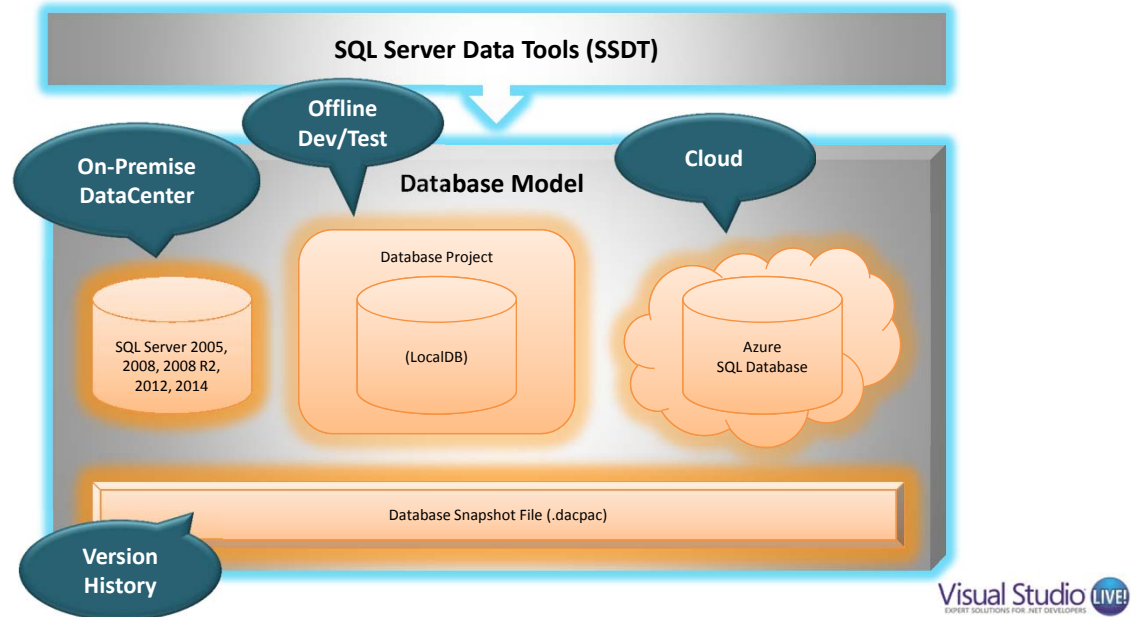 SQL Server Data Tools (SSDT)
Offline
Dev/Test
On-Premise
DataCenter
Cloud
Database Model
Database Project
SQL Server 2005,
2008, 2008 R2,
2012, 2014
(LocalDB)
Azure
SQL Database
Database Snapshot File (.dacpac)
Version
History
Visual Studio LIVE!
EXPERT SOLUTIONS FOR .NET DEVELOPERS